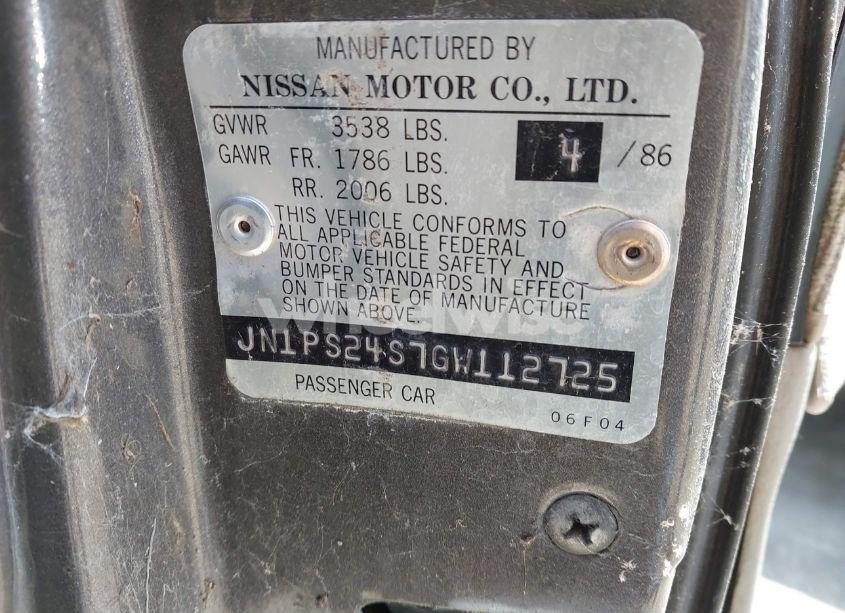 MANUFACTURED BY
NISSAN MOTOR CO., LTD.
GVWR 3538 LBS. 4 / 86
GAWR FR. 1786 LBS.
RR. 2006 LBS.
THIS VEHICLE CONFORMS TO
ALL APPLICABLE FEDERAL
MOTOR VEHICLE SAFETY AND
BUMPER STANDARDS IN EFFECT
ON THE DATE OF MANUFACTURE
SHOWN ABOVE.
JN1PS24S7GW112725
PASSENGER CAR
06F04